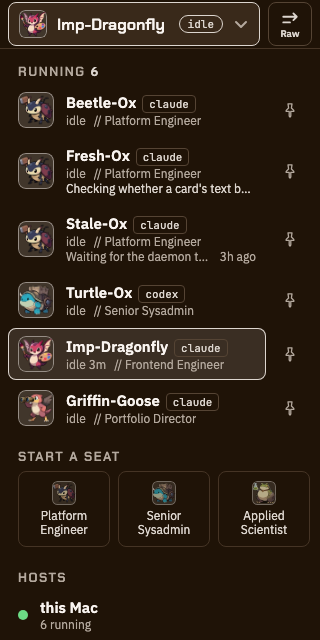 Imp-Dragonfly idle
Raw
RUNNING 6
Beetle-Ox claude
idle // Platform Engineer
Fresh-Ox claude
idle // Platform Engineer
Checking whether a card's text b...
Stale-Ox claude
idle // Platform Engineer
Waiting for the daemon t... 3h ago
Turtle-Ox codex
idle // Senior Sysadmin
Imp-Dragonfly claude
idle 3m // Frontend Engineer
Griffin-Goose claude
idle // Portfolio Director
START A SEAT
Platform Engineer
Senior Sysadmin
Applied Scientist
HOSTS
this Mac
6 running